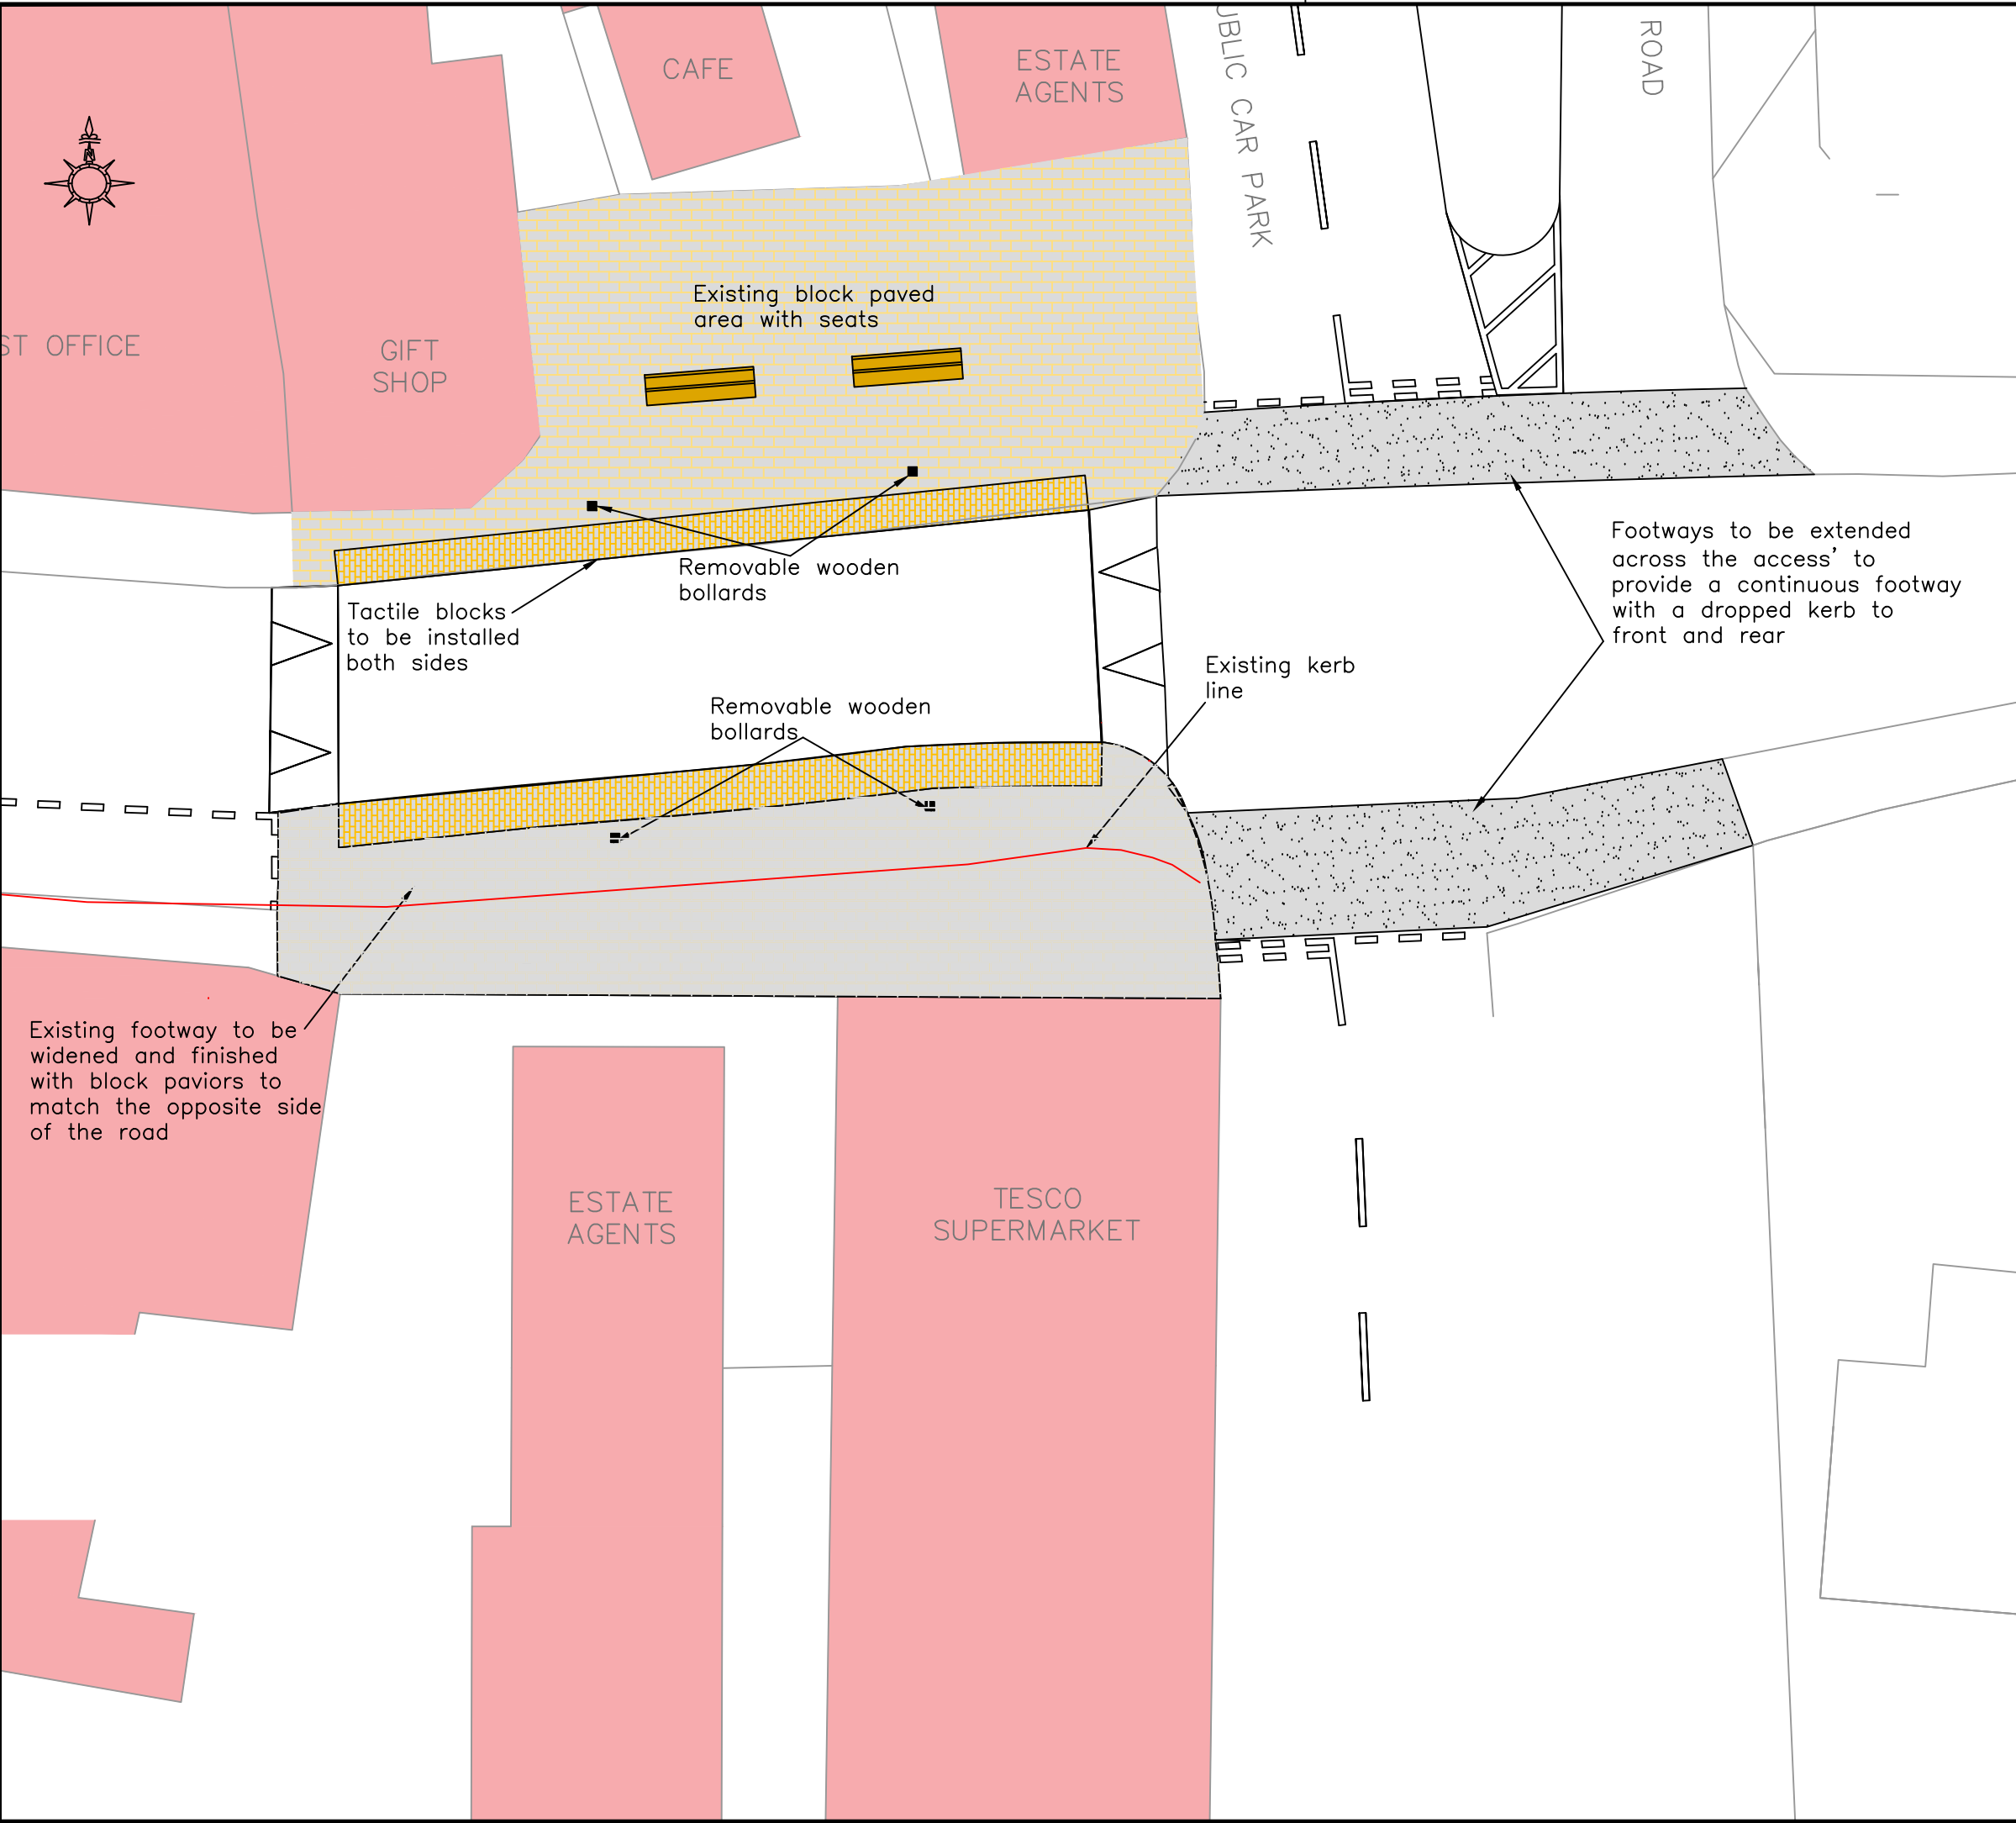 CAFE
ESTATE
AGENTS
UBLIC CAR PARK
ROAD
N
ST OFFICE
GIFT
SHOP
Existing block paved
area with seats
Removable wooden
bollards
Tactile blocks
to be installed
both sides
Footways to be extended
across the access' to
provide a continuous footway
with a dropped kerb to
front and rear
Existing kerb
line
Removable wooden
bollards
Existing footway to be
widened and finished
with block paviors to
match the opposite side
of the road
ESTATE
AGENTS
TESCO
SUPERMARKET